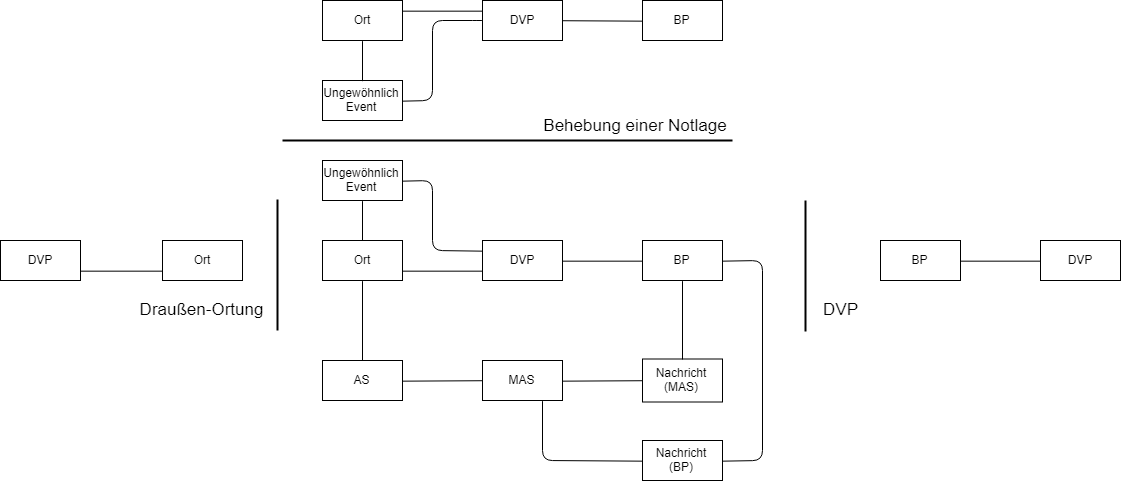 Ort
DVP
BP
Ungewöhnlich
Event
Behebung einer Notlage
Ungewöhnlich
Event
DVP
Ort
Ort
DVP
BP
BP
DVP
Draußen-Ortung
DVP
AS
MAS
Nachricht
(MAS)
Nachricht
(BP)